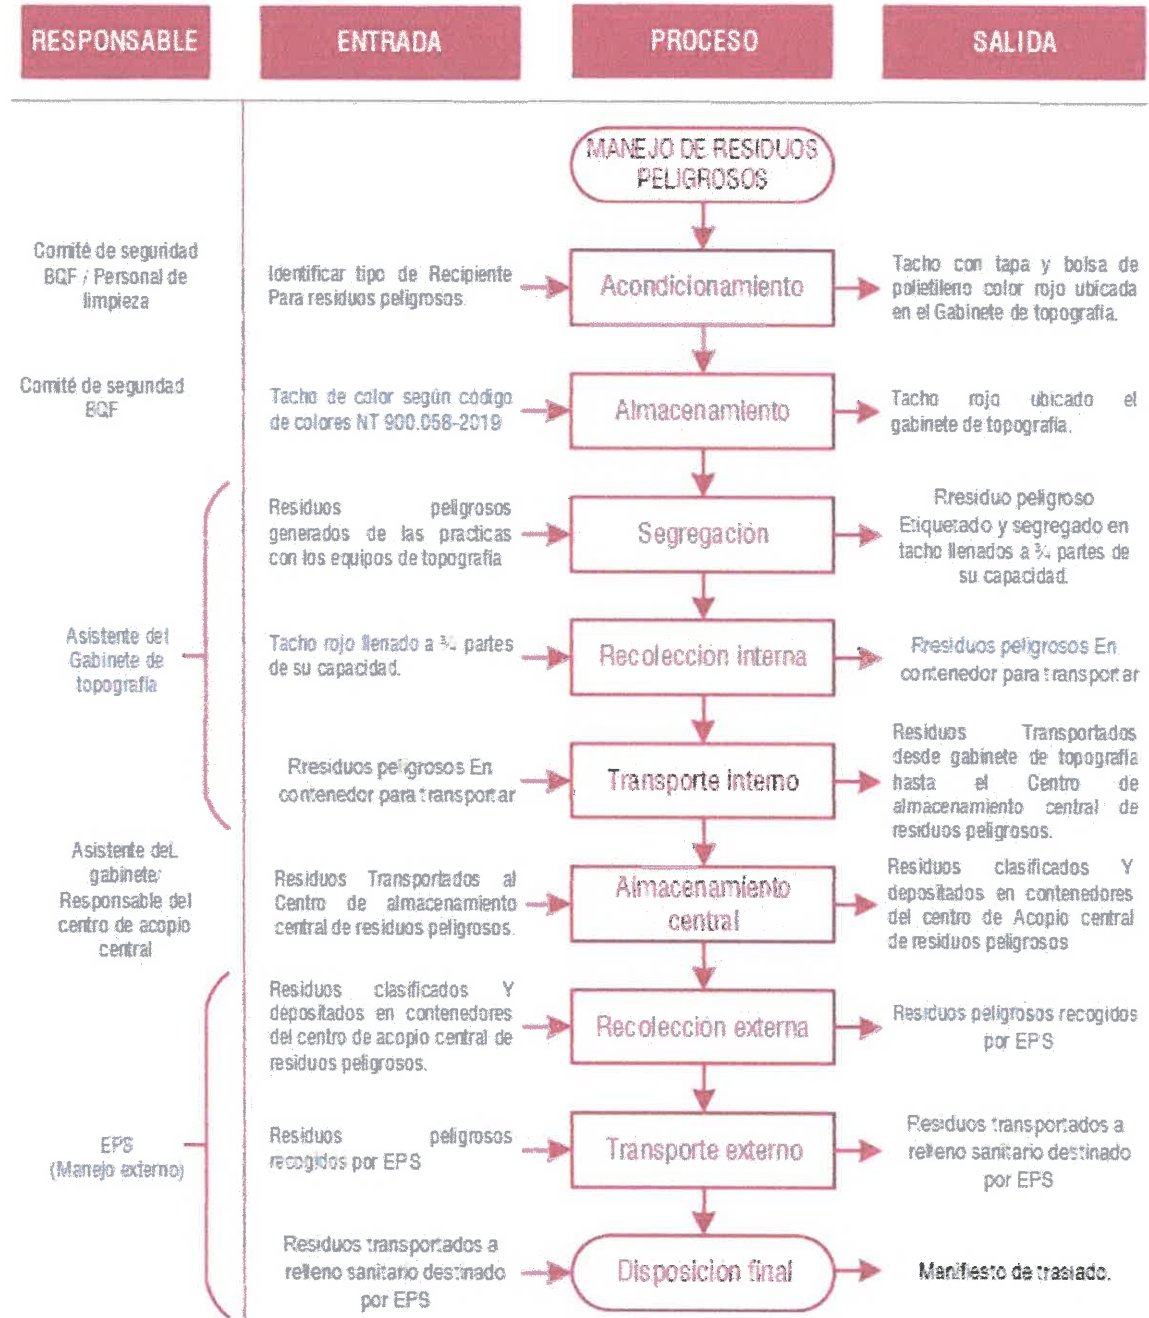 RESPONSABLE
ENTRADA
PROCESO
SALIDA
MANEJO DE RESIDUOS
PELIGROSOS
Comité de seguridad
BQF / Personal de
limpieza
Identificar tipo de Recipiente
Para residuos peligrosos.
Acondicionamiento
Tacho con tapa y bolsa de
polietileno color rojo ubicada
en el Gabinete de topografía.
Comité de seguridad
BQF
Tacho de color según código
de colores NT 900.058-2019
Almacenamiento
Tacho rojo ubicado el
gabinete de topografía.
Residuos peligrosos
generados de las practicas
con los equipos de topografía
Segregación
Rresiduo peligroso
Etiquetado y segregado en
tacho llenados a ¾ partes de
su capacidad.
Asistente del
Gabinete de
topografía
Tacho rojo llenado a ¾ partes
de su capacidad.
Recolección interna
Rresiduos peligrosos En
contenedor para transportar
Rresiduos peligrosos En
contenedor para transportar
Transporte interno
Residuos Transportados
desde gabinete de topografía
hasta el Centro de
almacenamiento central de
residuos peligrosos.
Asistente deL
gabinete/
Responsable del
centro de acopio
central
Residuos Transportados al
Centro de almacenamiento
central de residuos peligrosos.
Almacenamiento
central
Residuos clasificados Y
depositados en contenedores
del centro de Acopio central
de residuos peligrosos
Residuos clasificados Y
depositados en contenedores
del centro de acopio central de
residuos peligrosos.
Recolección externa
Residuos peligrosos recogidos
por EPS
EPS
(Manejo externo)
Residuos peligrosos
recogidos por EPS
Transporte externo
Residuos transportados a
relleno sanitario destinado
por EPS
Residuos transportados a
relleno sanitario destinado
por EPS
Disposición final
Manifiesto de traslado.